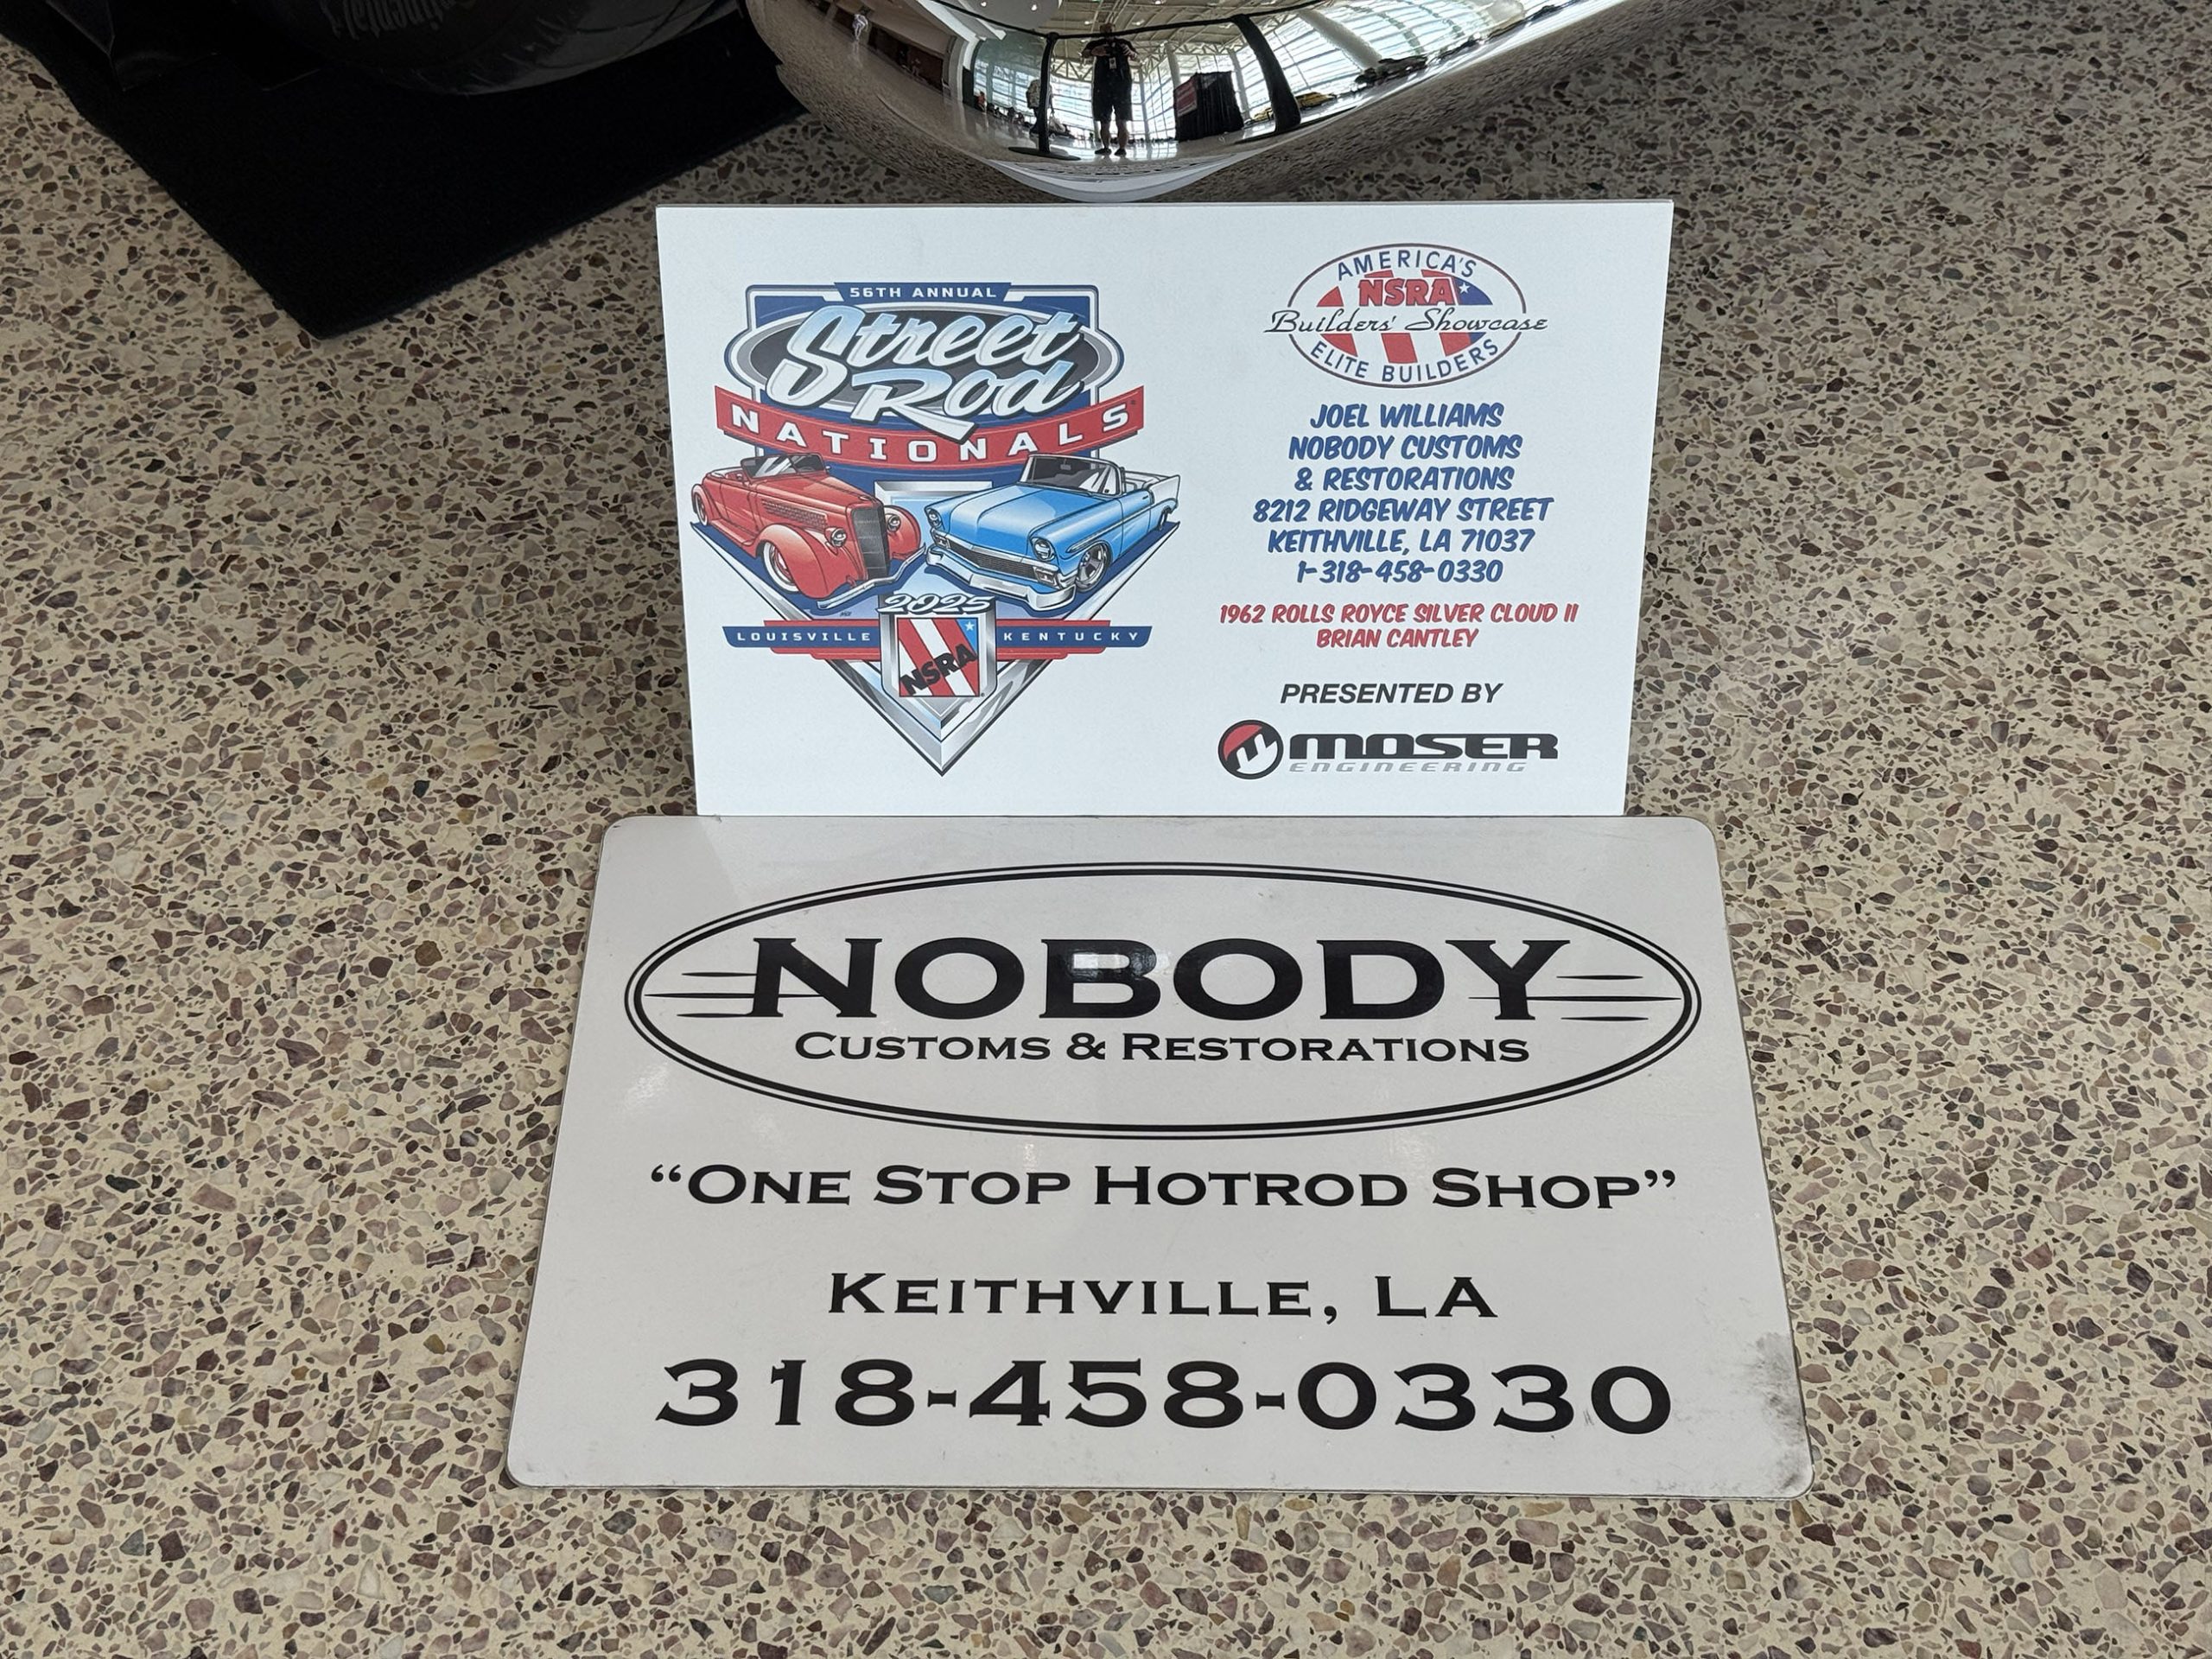 Continental
56TH ANNUAL
Street
Rod
NATIONALS
2025
LOUISVILLE KENTUCKY
NSRA
AMERICA'S
NSRA
Builders' Showcase
ELITE BUILDERS
JOEL WILLIAMS
NOBODY CUSTOMS
& RESTORATIONS
8212 RIDGEWAY STREET
KEITHVILLE, LA 71037
1-318-458-0330
1962 ROLLS ROYCE SILVER CLOUD II
BRIAN CANTLEY
PRESENTED BY
MOSER
ENGINEERING
NOBODY
CUSTOMS & RESTORATIONS
“ONE STOP HOTROD SHOP”
KEITHVILLE, LA
318-458-0330